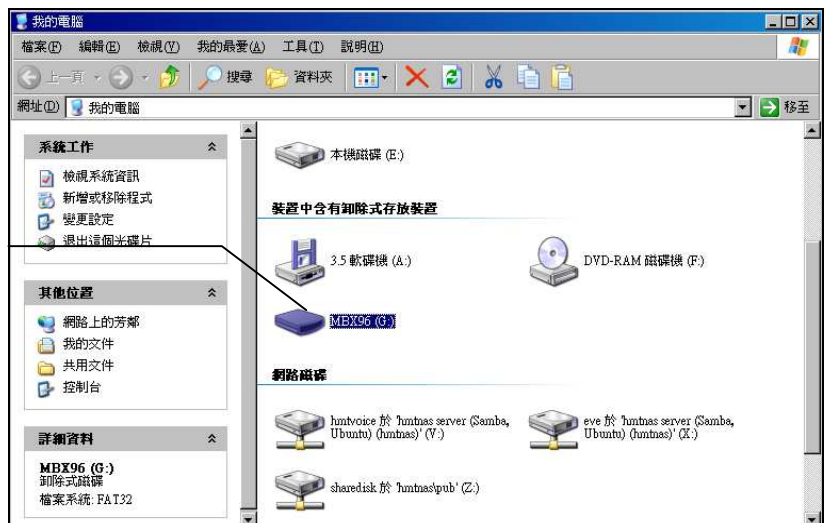 我的電腦
檔案(F) 編輯(E) 檢視(V) 我的最愛(A) 工具(T) 說明(H)
上一頁 搜尋 資料夾
網址(D) 我的電腦 移至
系統工作
檢視系統資訊
新增或移除程式
變更設定
退出這個光碟片
其他位置
網路上的芳鄰
我的文件
共用文件
控制台
詳細資料
MBX96 (G:)
卸除式磁碟
檔案系統: FAT32
本機磁碟 (E:)
裝置中含有卸除式存放裝置
3.5 軟碟機 (A:)
DVD-RAM 磁碟機 (F:)
MBX96 (G:)
網路磁碟
hmtvoice 於 'hmtnas server (Samba,
Ubuntu) (hmtnas)' (V:)
eve 於 'hmtnas server (Samba,
Ubuntu) (hmtnas)' (X:)
sharedisk 於 'hmtnas\pub' (Z:)